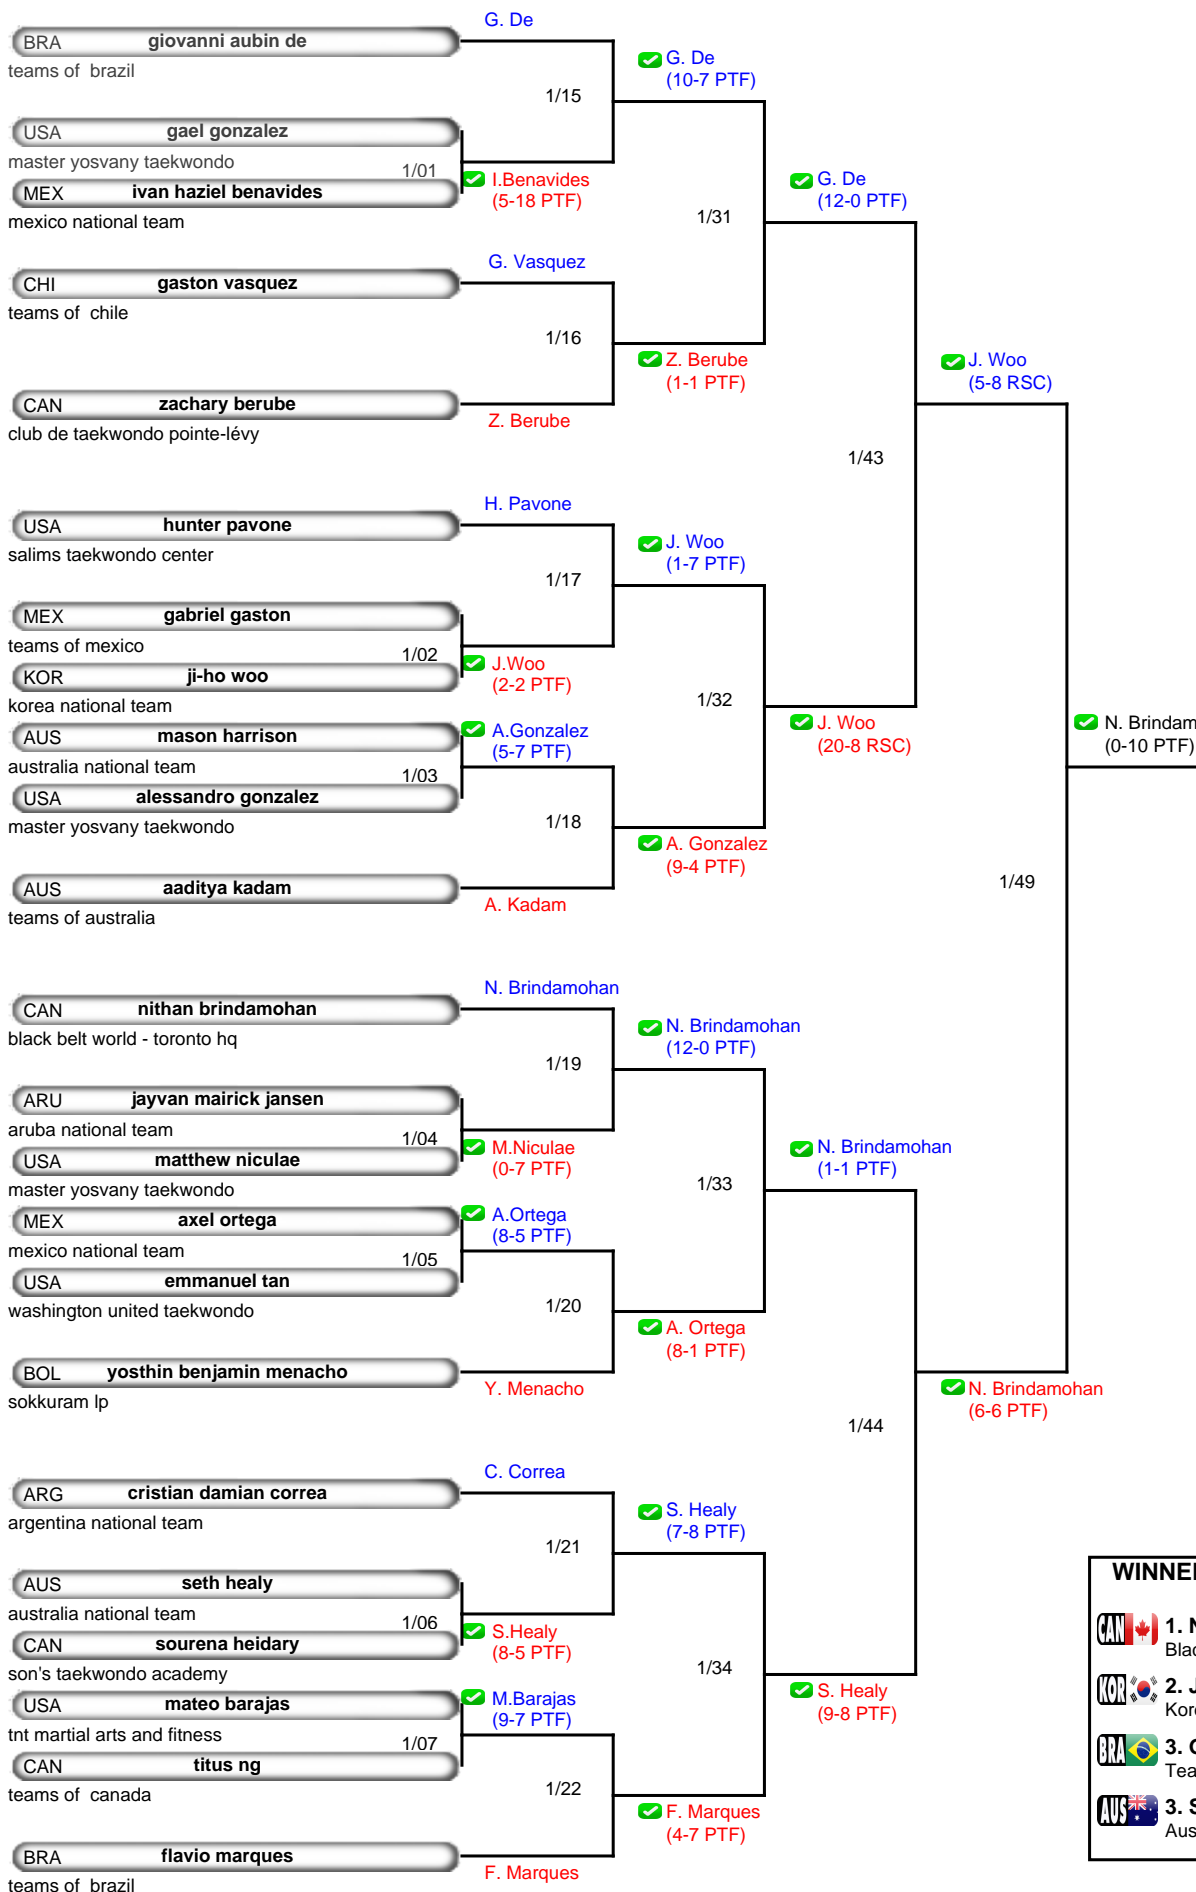 G. De
BRA giovanni aubin de
teams of  brazil
G. De
(10-7 PTF)
1/15
USA gael gonzalez
master yosvany taekwondo
1/01
MEX ivan haziel benavides
mexico national team
I.Benavides
(5-18 PTF)
G. De
(12-0 PTF)
1/31
G. Vasquez
CHI gaston vasquez
teams of  chile
1/16
Z. Berube
(1-1 PTF)
J. Woo
(5-8 RSC)
CAN zachary berube
club de taekwondo pointe-lévy
Z. Berube
1/43
H. Pavone
USA hunter pavone
salims taekwondo center
J. Woo
(1-7 PTF)
1/17
MEX gabriel gaston
teams of mexico
1/02
KOR ji-ho woo
korea national team
J.Woo
(2-2 PTF)
1/32
AUS mason harrison
australia national team
A.Gonzalez
(5-7 PTF)
J. Woo
(20-8 RSC)
N. Brindam
(0-10 PTF)
1/03
USA alessandro gonzalez
master yosvany taekwondo
1/18
A. Gonzalez
(9-4 PTF)
AUS aaditya kadam
teams of australia
A. Kadam
1/49
N. Brindamohan
CAN nithan brindamohan
black belt world - toronto hq
N. Brindamohan
(12-0 PTF)
1/19
ARU jayvan mairick jansen
aruba national team
1/04
USA matthew niculae
master yosvany taekwondo
M.Niculae
(0-7 PTF)
N. Brindamohan
(1-1 PTF)
1/33
MEX axel ortega
mexico national team
A.Ortega
(8-5 PTF)
1/05
USA emmanuel tan
washington united taekwondo
1/20
A. Ortega
(8-1 PTF)
BOL yosthin benjamin menacho
sokkuram lp
Y. Menacho
N. Brindamohan
(6-6 PTF)
1/44
C. Correa
ARG cristian damian correa
argentina national team
S. Healy
(7-8 PTF)
1/21
AUS seth healy
australia national team
1/06
CAN sourena heidary
son's taekwondo academy
S.Healy
(8-5 PTF)
1/34
USA mateo barajas
tnt martial arts and fitness
M.Barajas
(9-7 PTF)
S. Healy
(9-8 PTF)
1/07
CAN titus ng
teams of  canada
1/22
F. Marques
(4-7 PTF)
BRA flavio marques
teams of  brazil
F. Marques
WINNE
CAN 1. N
Blac
KOR 2. J
Kore
BRA 3. G
Tea
AUS 3. S
Aus